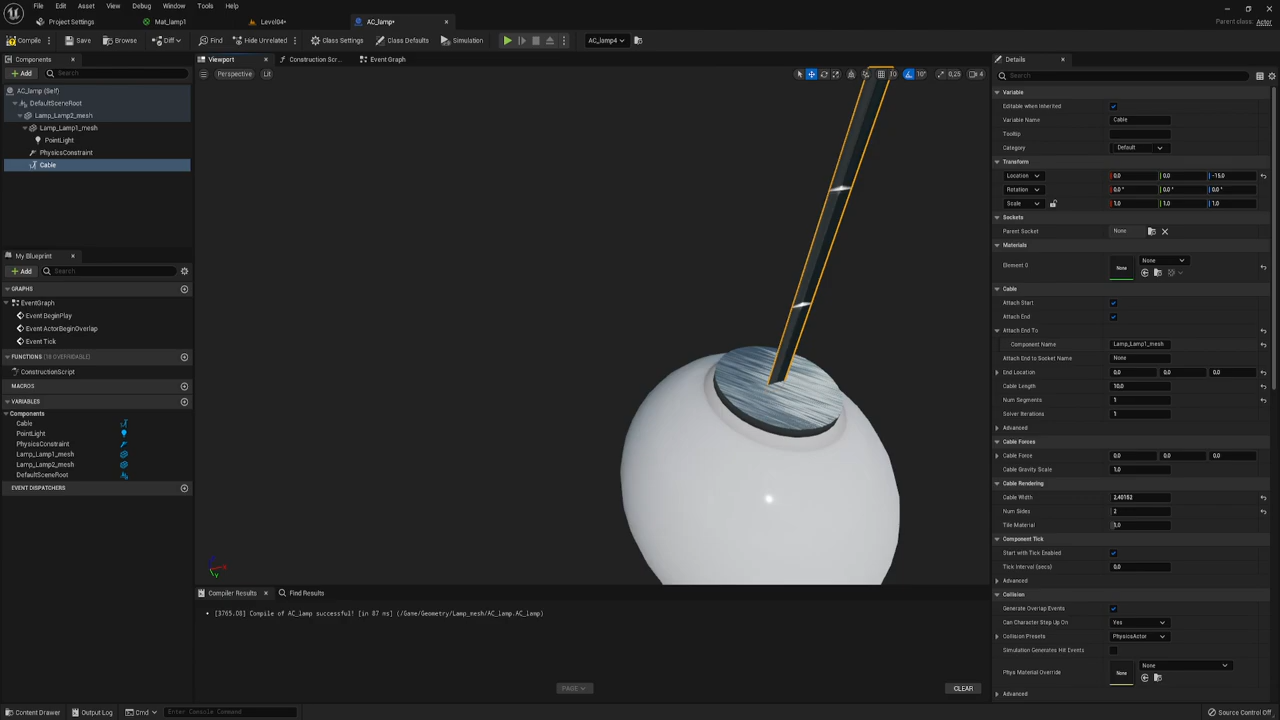 File Edit Asset View Debug Window Tools Help
Project Settings Mat_lamp1 Level04* AC_lamp* Parent class: Actor
Compile Save Browse Diff Find Hide Unrelated Class Settings Class Defaults Simulation AC_lamp4
Components
Add Search
AC_lamp (Self)
DefaultSceneRoot
Lamp_Lamp2_mesh
Lamp_Lamp1_mesh
PointLight
PhysicsConstraint
Cable
My Blueprint
Add Search
GRAPHS
EventGraph
Event BeginPlay
Event ActorBeginOverlap
Event Tick
FUNCTIONS (18 OVERRIDABLE)
ConstructionScript
MACROS
VARIABLES
Components
Cable
PointLight
PhysicsConstraint
Lamp_Lamp1_mesh
Lamp_Lamp2_mesh
DefaultSceneRoot
EVENT DISPATCHERS
Viewport Construction Scr... Event Graph
Perspective Lit 10 10° 0,25 4
Compiler Results Find Results
[3765.08] Compile of AC_lamp successful! [in 87 ms] (/Game/Geometry/Lamp_mesh/AC_lamp.AC_lamp)
PAGE CLEAR
Details
Search
Variable
Editable when Inherited
Variable Name Cable
Tooltip
Category Default
Transform
Location 0,0 0,0 -15,0
Rotation 0,0 ° 0,0 ° 0,0 °
Scale 1,0 1,0 1,0
Sockets
Parent Socket None
Materials
Element 0 None None
Cable
Attach Start
Attach End
Attach End To
Component Name Lamp_Lamp1_mesh
Attach End to Socket Name None
End Location 0,0 0,0 0,0
Cable Length 10,0
Num Segments 1
Solver Iterations 1
Advanced
Cable Forces
Cable Force 0,0 0,0 0,0
Cable Gravity Scale 1,0
Cable Rendering
Cable Width 2,40152
Num Sides 2
Tile Material 1,0
Component Tick
Start with Tick Enabled
Tick Interval (secs) 0,0
Advanced
Collision
Generate Overlap Events
Can Character Step Up On Yes
Collision Presets PhysicsActor
Simulation Generates Hit Events
Phys Material Override None None
Advanced
Content Drawer Output Log Cmd Enter Console Command Source Control Off